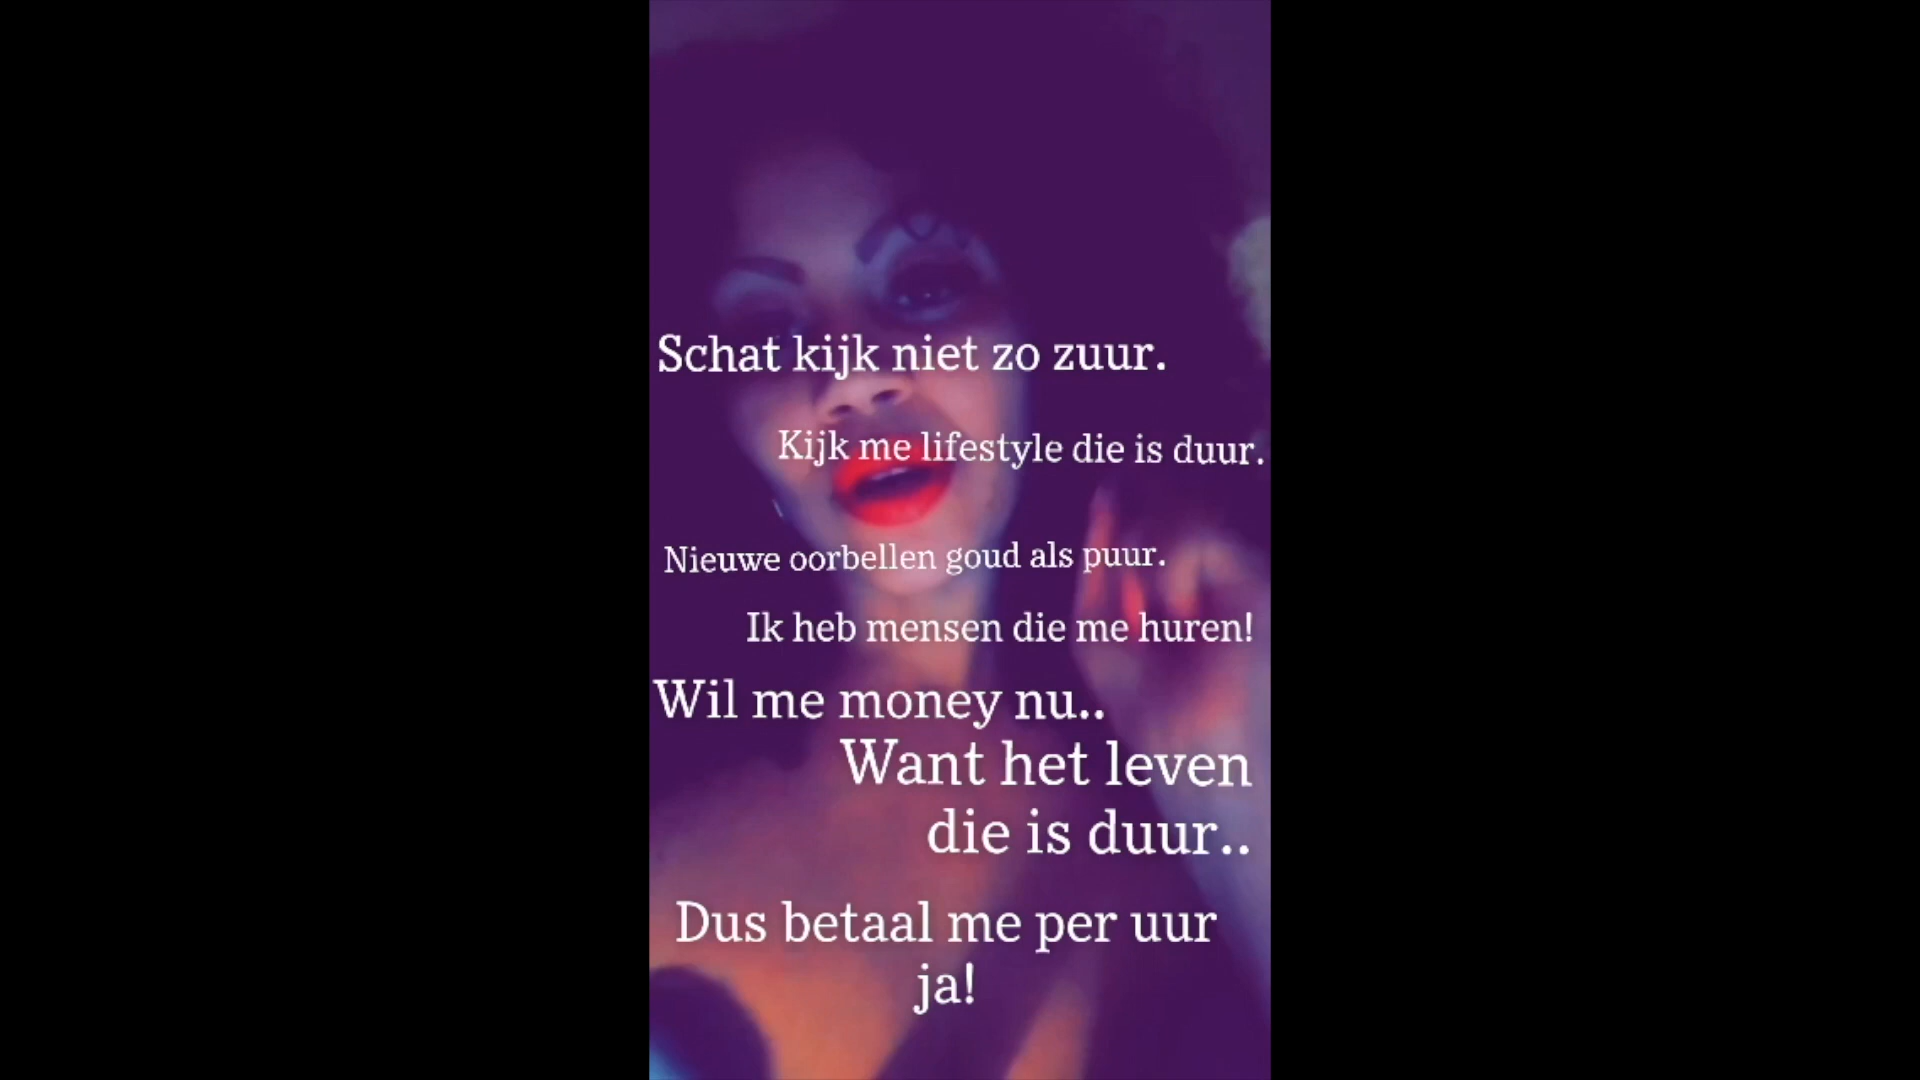 Schat kijk niet zo zuur.
Kijk me lifestyle die is duur.
Nieuwe oorbellen goud als puur.
Ik heb mensen die me huren!
Wil me money nu..
Want het leven
die is duur..
Dus betaal me per uur
ja!